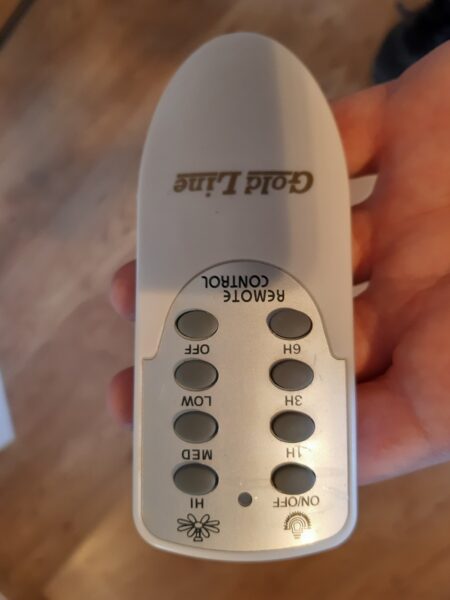 ON/OFF HI
1H MED
3H LOW
6H OFF
REMOTE
CONTROL
Gold Line